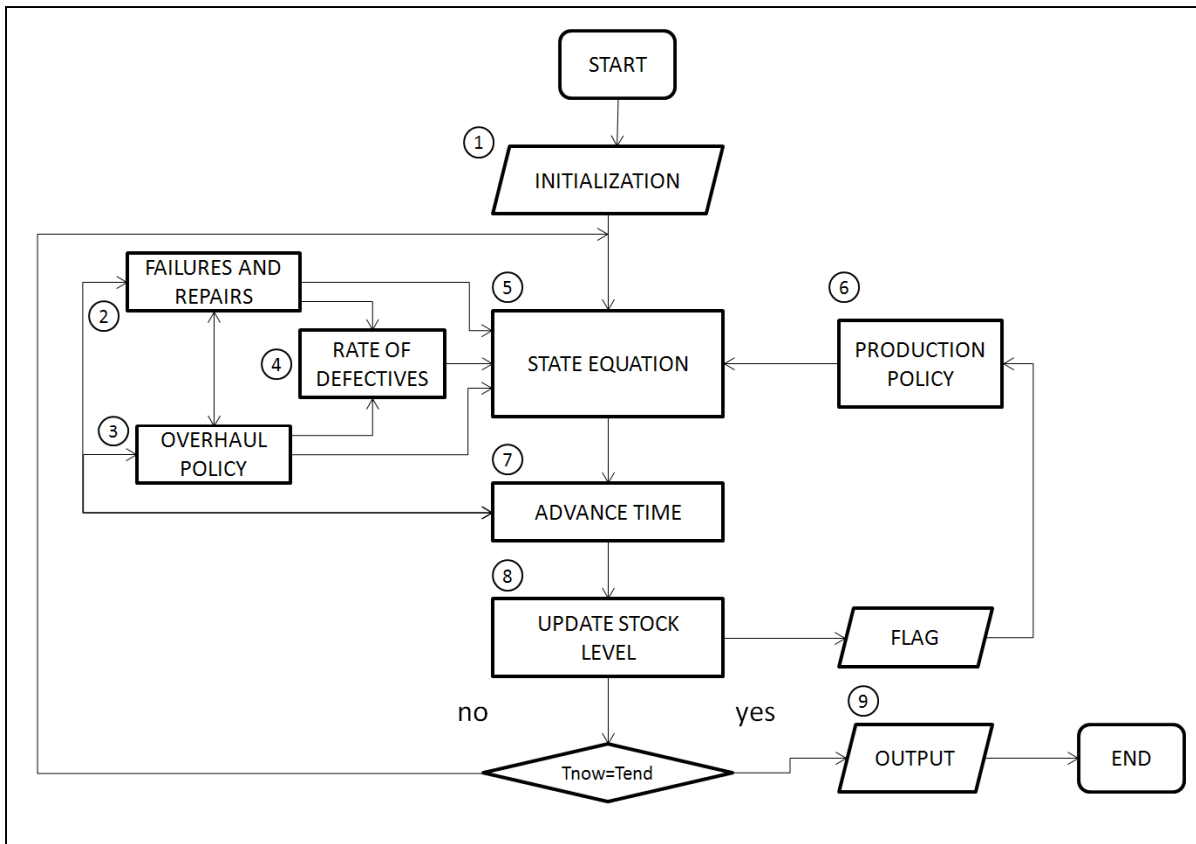 START
1
INITIALIZATION
FAILURES AND
REPAIRS
2
3
OVERHAUL
POLICY
4
RATE OF
DEFECTIVES
5
STATE EQUATION
6
PRODUCTION
POLICY
7
ADVANCE TIME
8
UPDATE STOCK
LEVEL
FLAG
no
yes
Tnow=Tend
9
OUTPUT
END